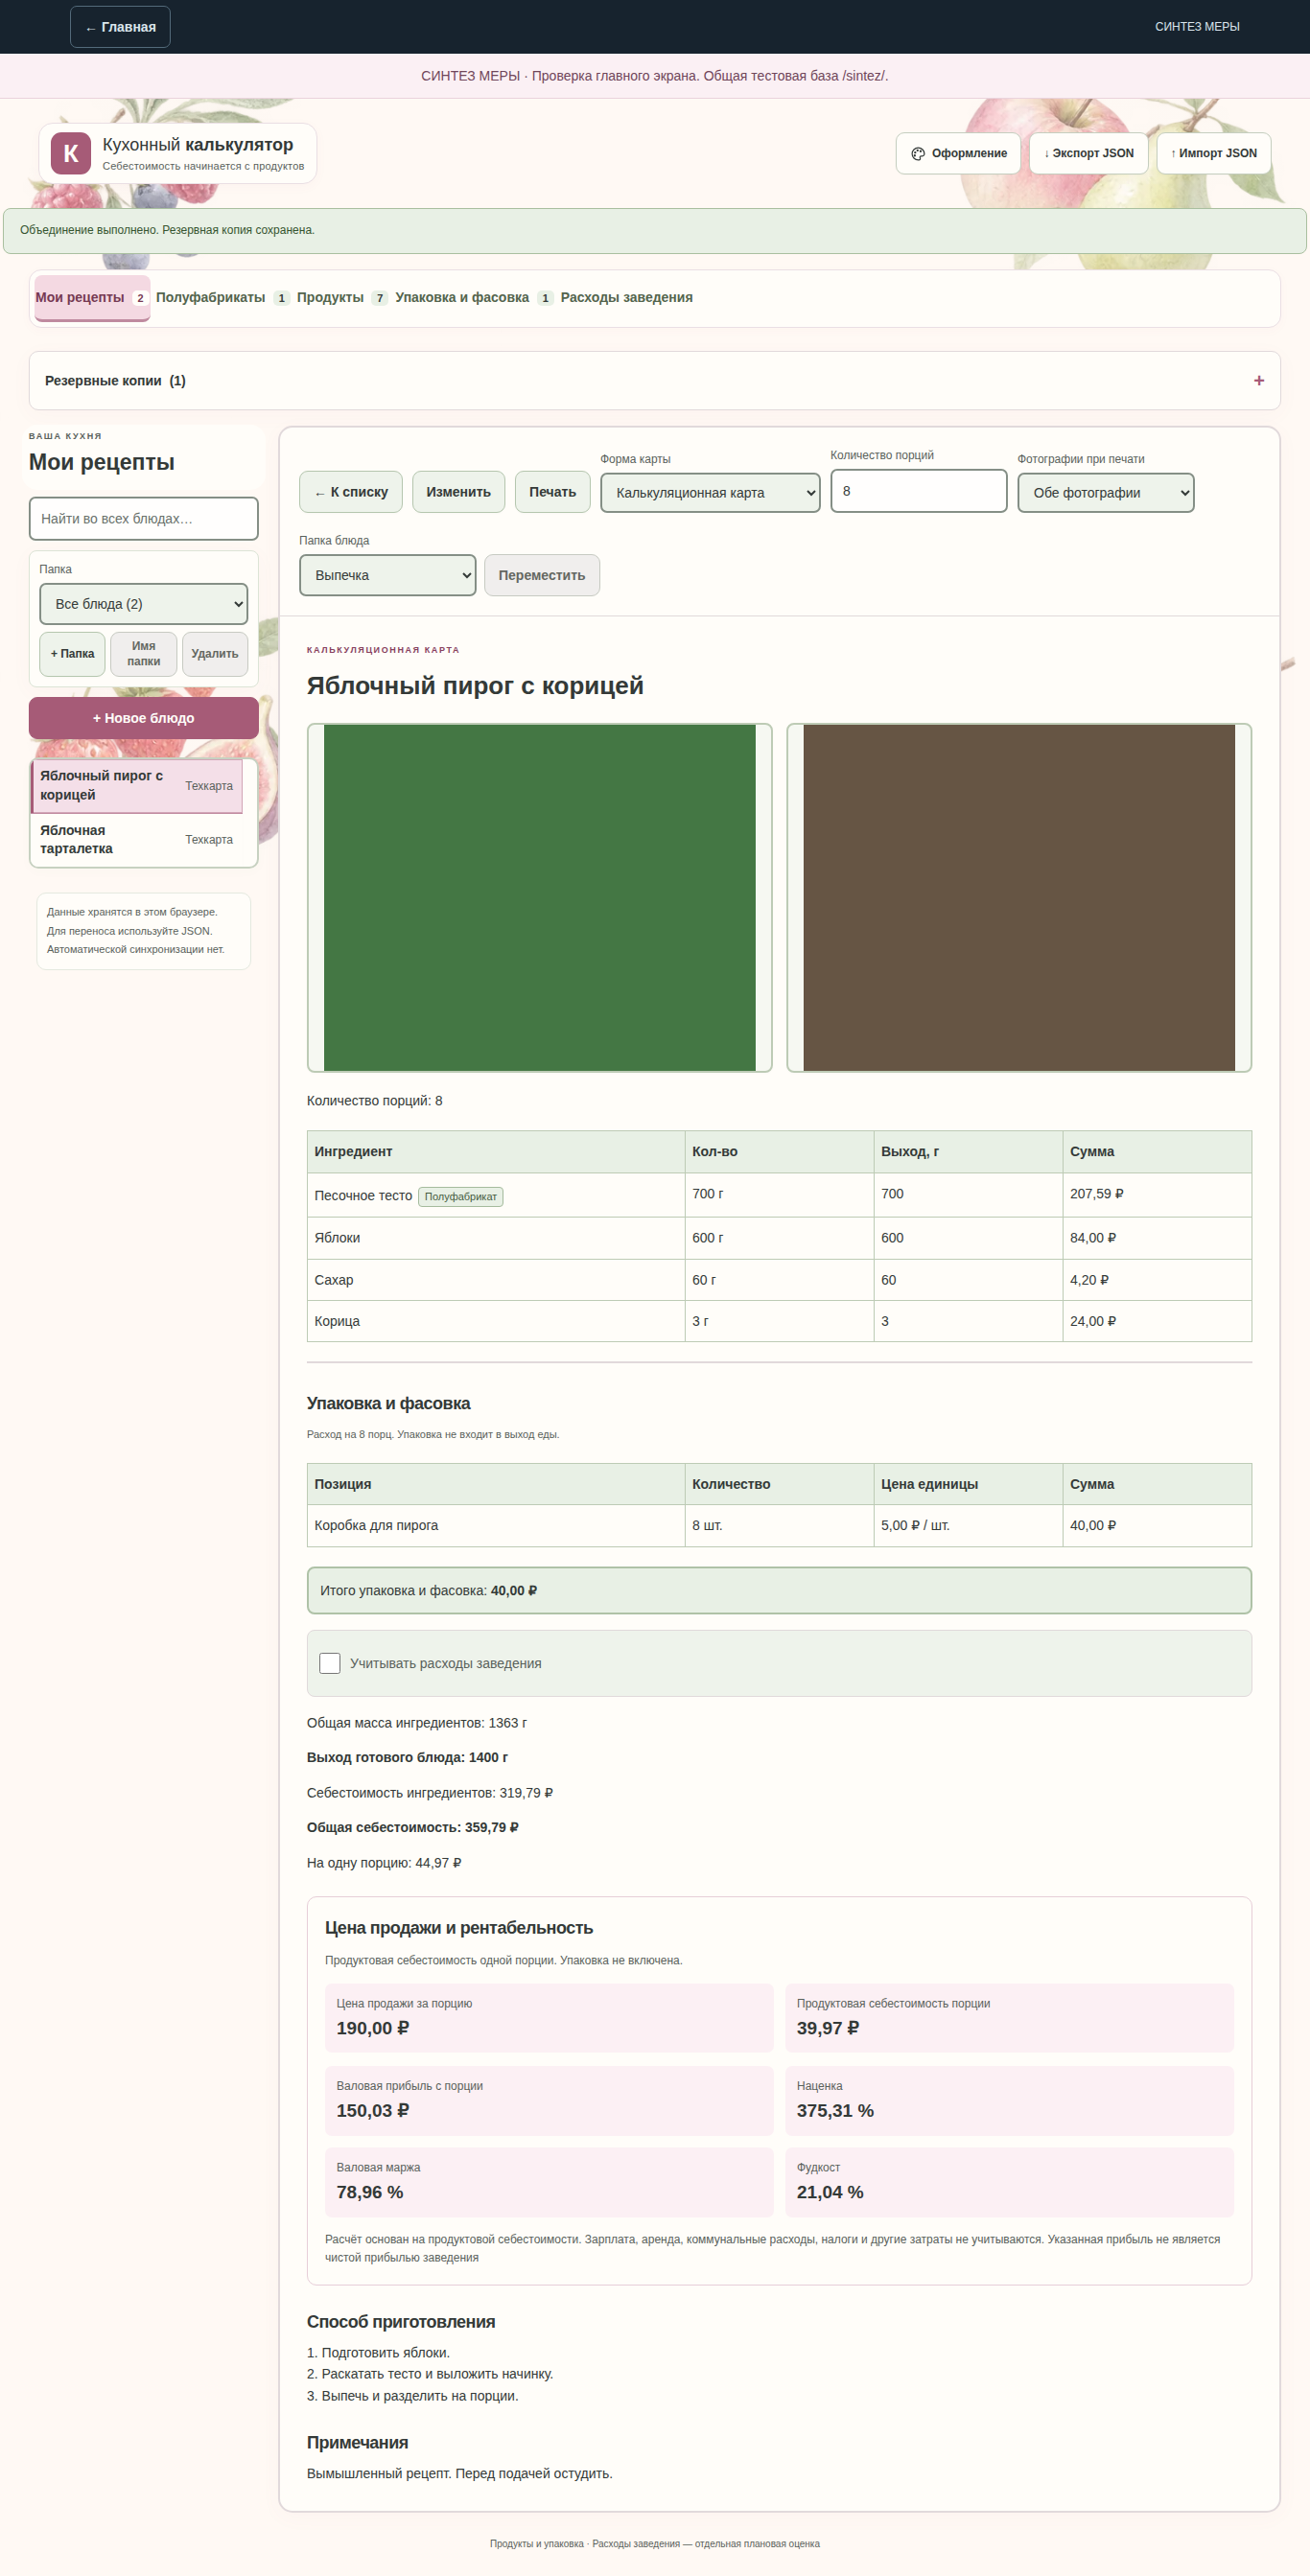 ← Главная
СИНТЕЗ МЕРЫ
СИНТЕЗ МЕРЫ · Проверка главного экрана. Общая тестовая база /sintez/.
К
Кухонный калькулятор
Себестоимость начинается с продуктов
Оформление
↓ Экспорт JSON
↑ Импорт JSON
Объединение выполнено. Резервная копия сохранена.
Мои рецепты 2 Полуфабрикаты 1 Продукты 7 Упаковка и фасовка 1 Расходы заведения
Резервные копии (1)
+
ВАША КУХНЯ
Мои рецепты
Найти во всех блюдах…
Папка
Все блюда (2)
+ Папка
Имя
папки
Удалить
+ Новое блюдо
Яблочный пирог с
корицей
Техкарта
Яблочная
тарталетка
Техкарта
Данные хранятся в этом браузере.
Для переноса используйте JSON.
Автоматической синхронизации нет.
← К списку
Изменить
Печать
Форма карты
Калькуляционная карта
Количество порций
8
Фотографии при печати
Обе фотографии
Папка блюда
Выпечка
Переместить
КАЛЬКУЛЯЦИОННАЯ КАРТА
Яблочный пирог с корицей
Количество порций: 8
Ингредиент Кол-во Выход, г Сумма
Песочное тесто Полуфабрикат 700 г 700 207,59 ₽
Яблоки 600 г 600 84,00 ₽
Сахар 60 г 60 4,20 ₽
Корица 3 г 3 24,00 ₽
Упаковка и фасовка
Расход на 8 порц. Упаковка не входит в выход еды.
Позиция Количество Цена единицы Сумма
Коробка для пирога 8 шт. 5,00 ₽ / шт. 40,00 ₽
Итого упаковка и фасовка: 40,00 ₽
Учитывать расходы заведения
Общая масса ингредиентов: 1363 г
Выход готового блюда: 1400 г
Себестоимость ингредиентов: 319,79 ₽
Общая себестоимость: 359,79 ₽
На одну порцию: 44,97 ₽
Цена продажи и рентабельность
Продуктовая себестоимость одной порции. Упаковка не включена.
Цена продажи за порцию
190,00 ₽
Продуктовая себестоимость порции
39,97 ₽
Валовая прибыль с порции
150,03 ₽
Наценка
375,31 %
Валовая маржа
78,96 %
Фудкост
21,04 %
Расчёт основан на продуктовой себестоимости. Зарплата, аренда, коммунальные расходы, налоги и другие затраты не учитываются. Указанная прибыль не является
чистой прибылью заведения
Способ приготовления
1. Подготовить яблоки.
2. Раскатать тесто и выложить начинку.
3. Выпечь и разделить на порции.
Примечания
Вымышленный рецепт. Перед подачей остудить.
Продукты и упаковка · Расходы заведения — отдельная плановая оценка